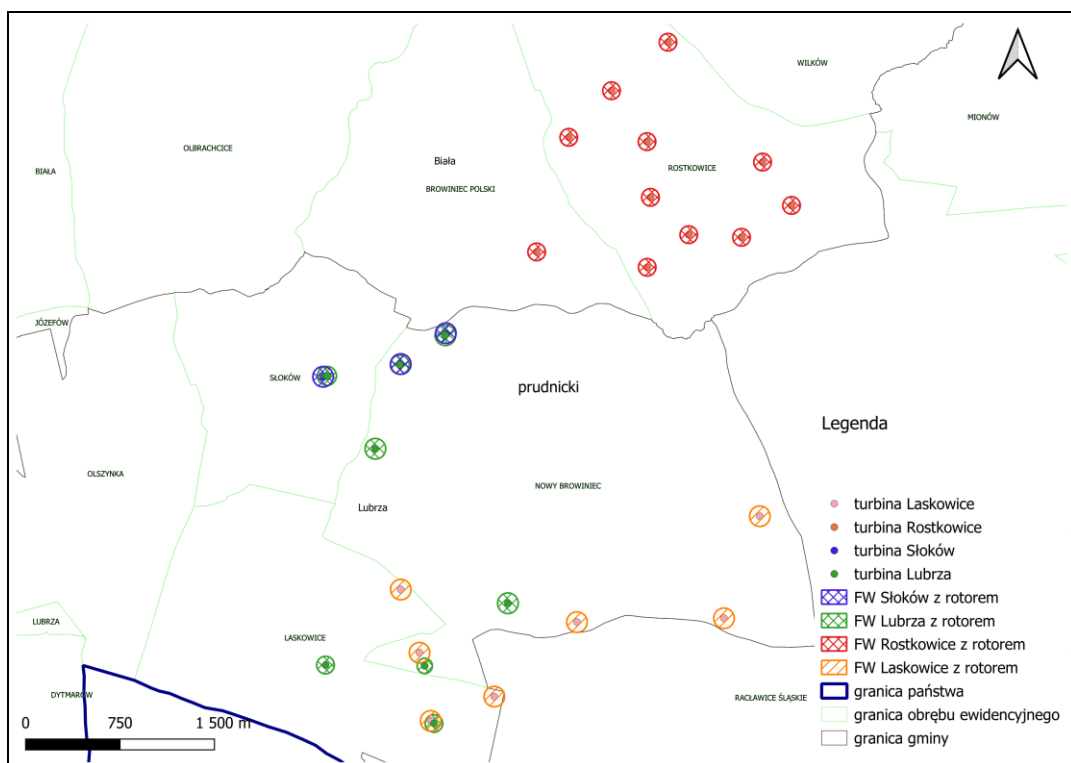 WILKÓW
MIONÓW
OLBRACHCICE
Biała
BIAŁA
ROSTKOWICE
BROWINIEC POLSKI
JÓZEFÓW
SŁOKÓW
prudnicki
Legenda
OLSZYNKA
NOWY BROWINIEC
Lubrza
turbina Laskowice
turbina Rostkowice
turbina Słoków
turbina Lubrza
FW Słoków z rotorem
FW Lubrza z rotorem
FW Rostkowice z rotorem
FW Laskowice z rotorem
granica państwa
granica obrębu ewidencyjnego
granica gminy
LUBRZA
LASKOWICE
DYTMARÓW
RACŁAWICE ŚLĄSKIE
0 750 1 500 m